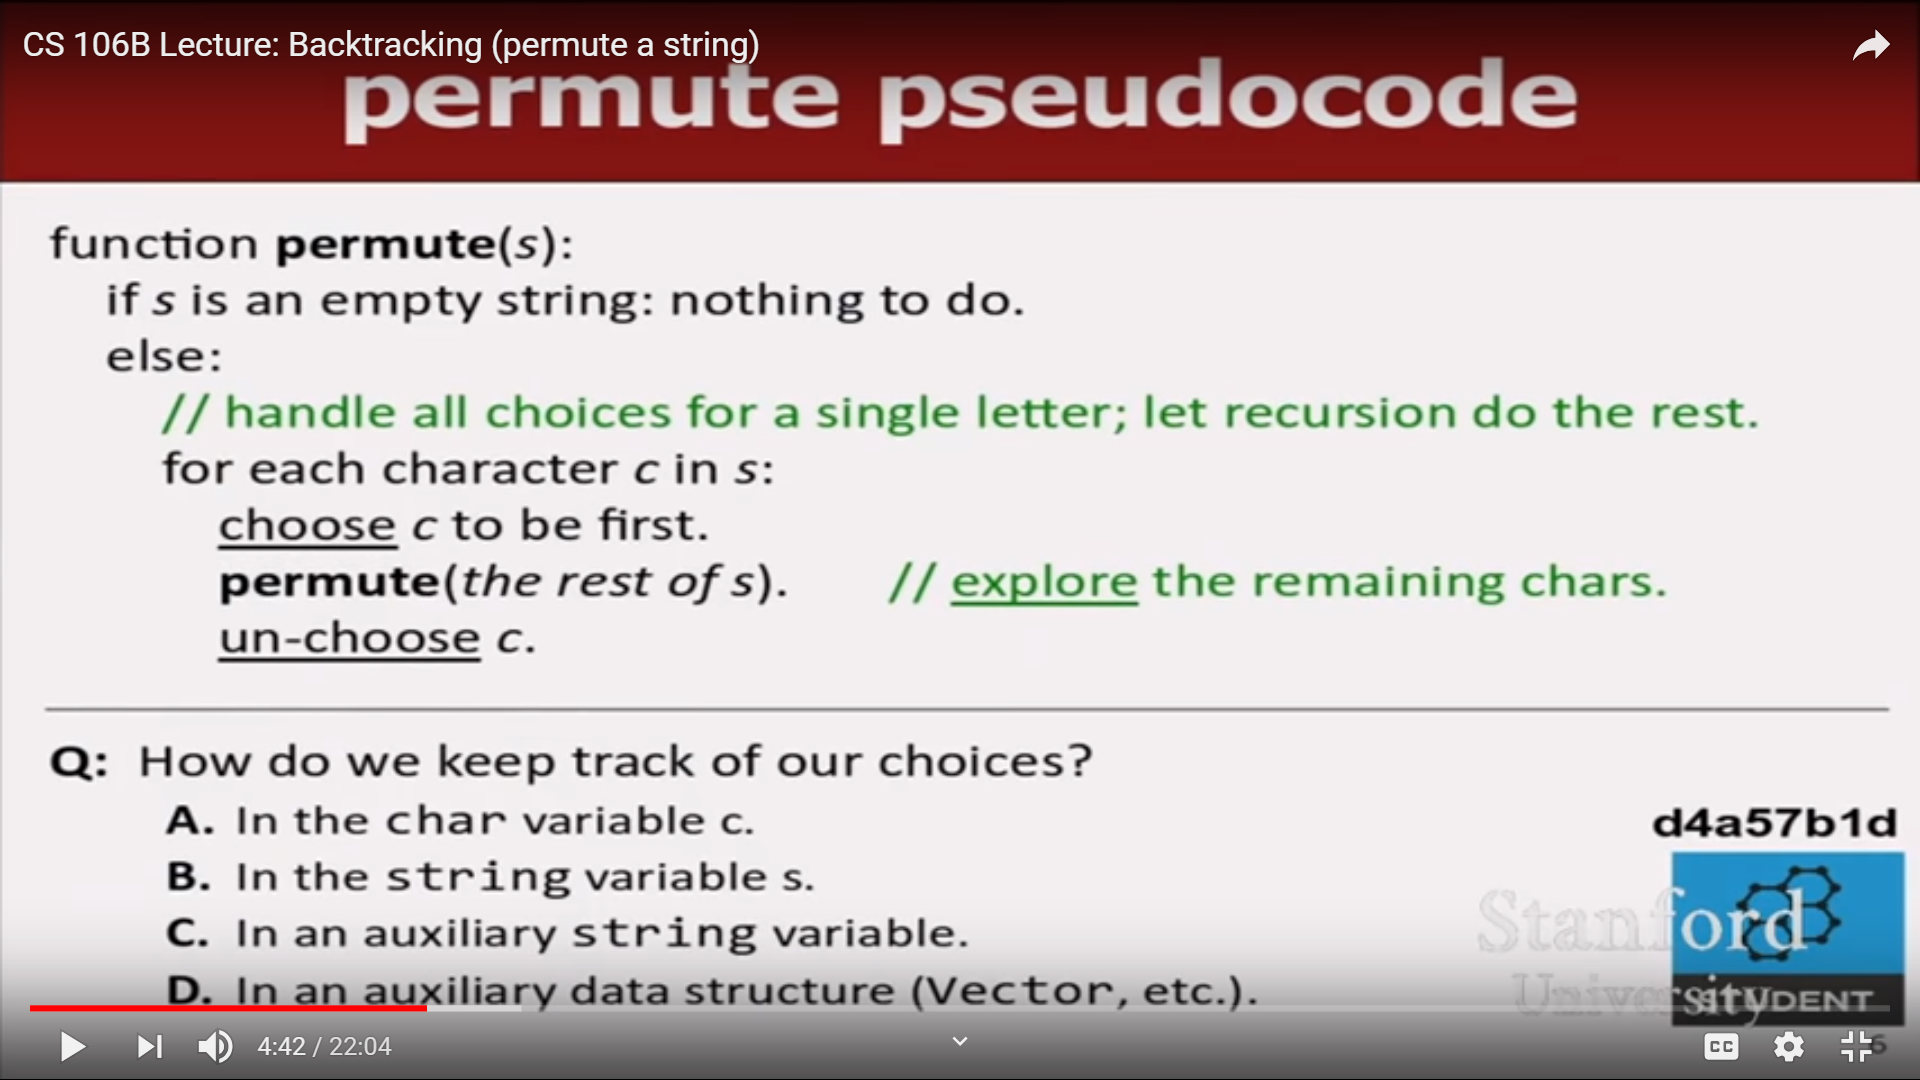 CS 106B Lecture: Backtracking (permute a string)
permute pseudocode
function permute(s):
if s is an empty string: nothing to do.
else:
// handle all choices for a single letter; let recursion do the rest.
for each character c in s:
choose c to be first.
permute(the rest of s). // explore the remaining chars.
un-choose c.
Q: How do we keep track of our choices?
A. In the char variable c.
B. In the string variable s.
C. In an auxiliary string variable.
D. In an auxiliary data structure (Vector, etc.).
d4a57b1d
Stanford
University
STUDENT
4:42 / 22:04
CC
6